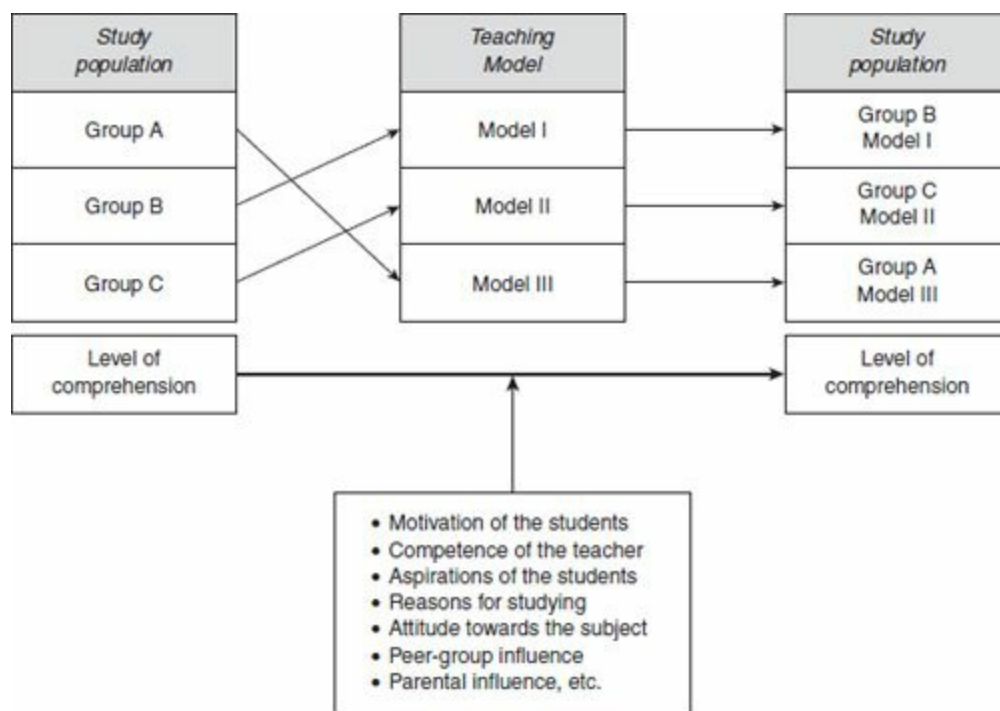 Study
population
Group A
Group B
Group C
Level of
comprehension
Teaching
Model
Model I
Model II
Model III
Study
population
Group B
Model I
Group C
Model II
Group A
Model III
Level of
comprehension
• Motivation of the students
• Competence of the teacher
• Aspirations of the students
• Reasons for studying
• Attitude towards the subject
• Peer-group influence
• Parental influence, etc.